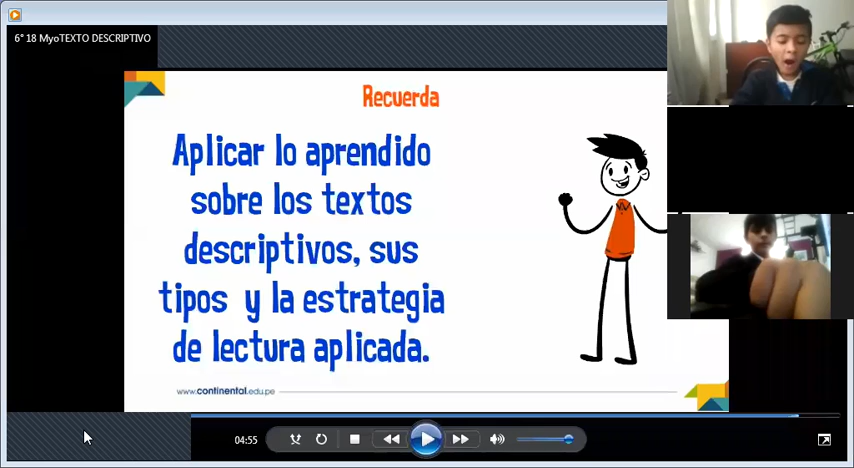 6° 18 MyoTEXTO DESCRIPTIVO
Recuerda
Aplicar lo aprendido
sobre los textos
descriptivos, sus
tipos y la estrategia
de lectura aplicada.
www.continental.edu.pe
04:55